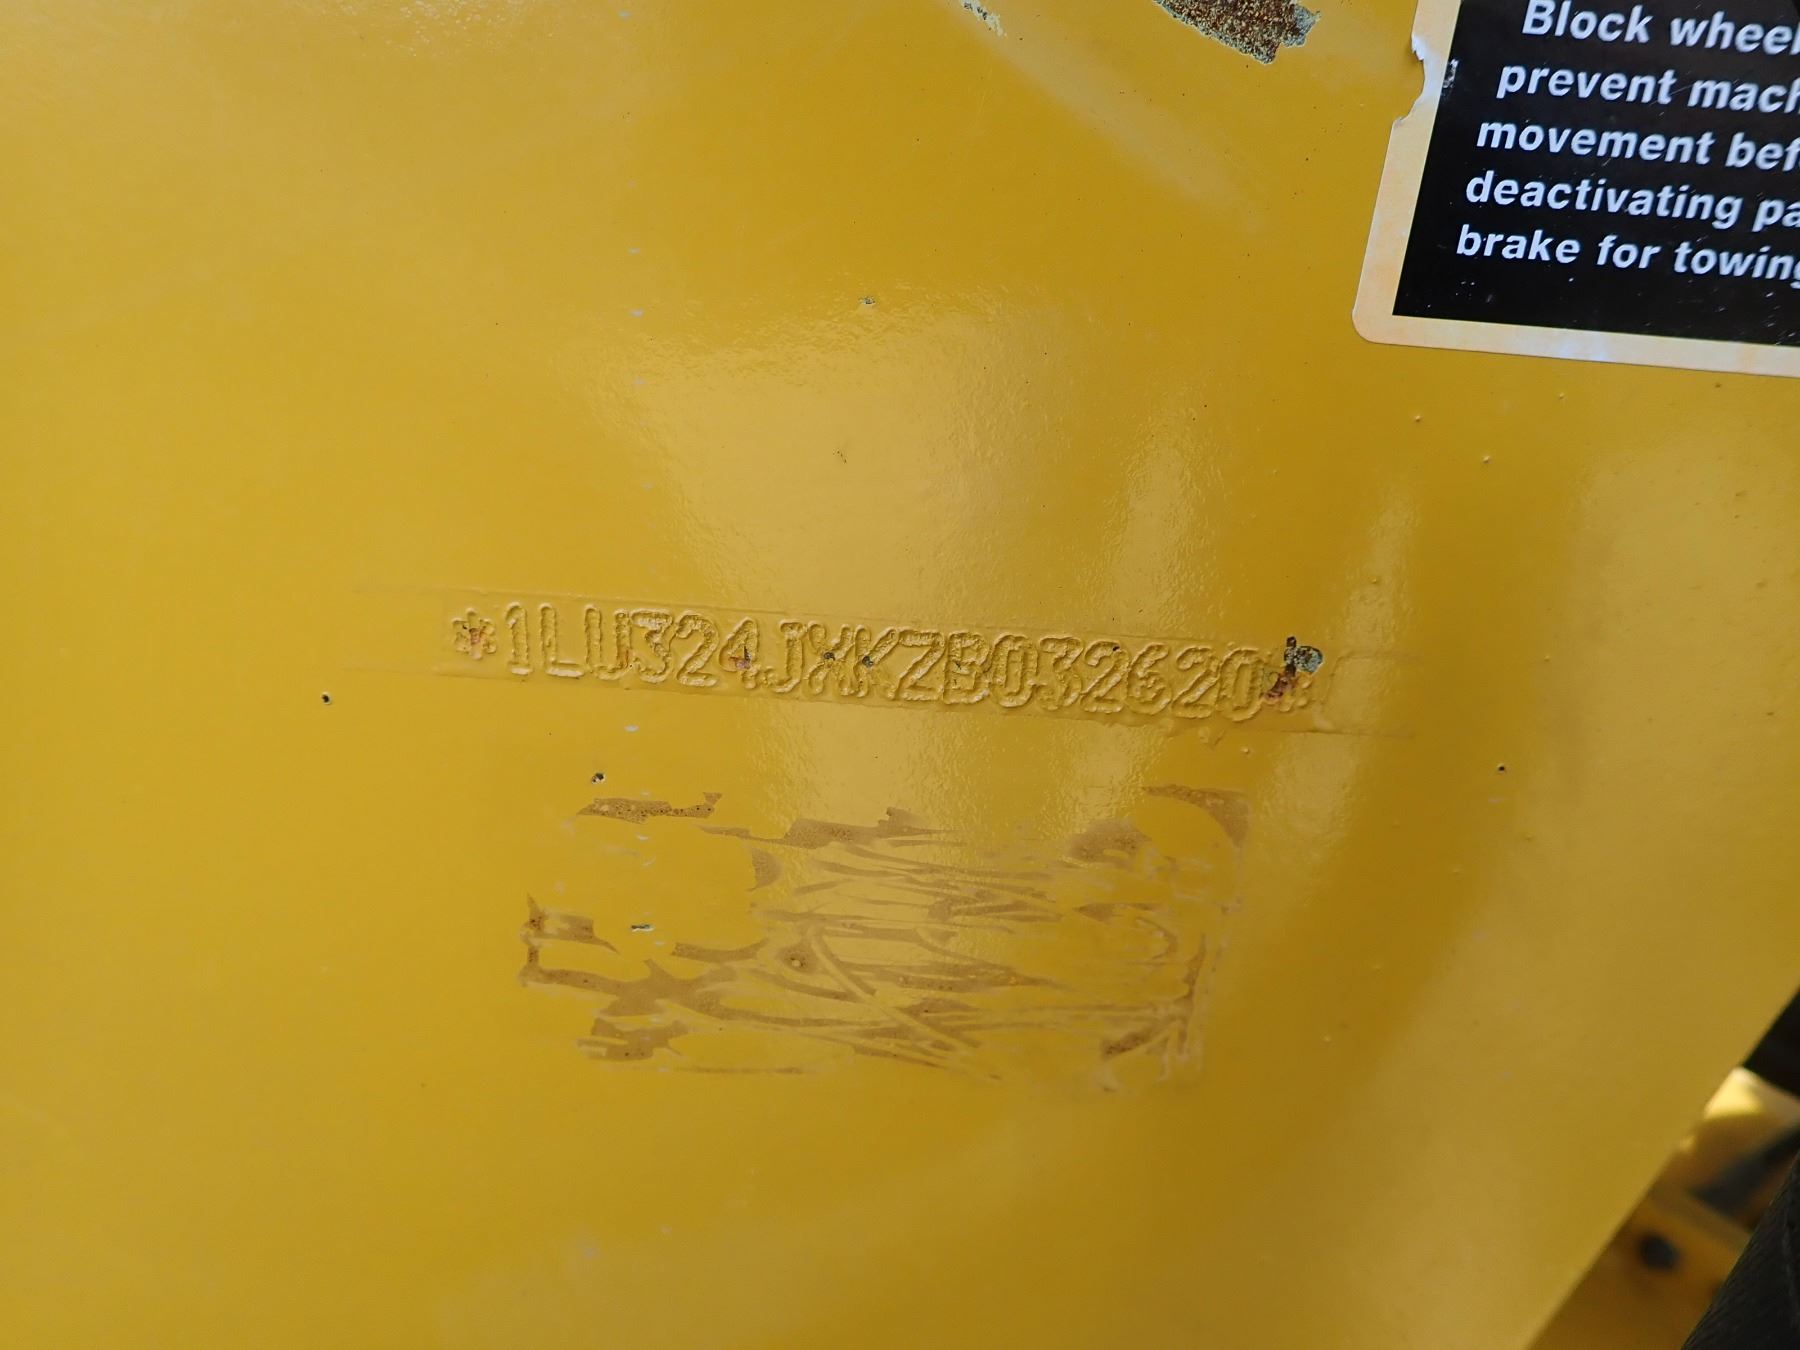 Block wheel
prevent mach
movement bef
deactivating pa
brake for towing
*1LU324JXKZB032620*